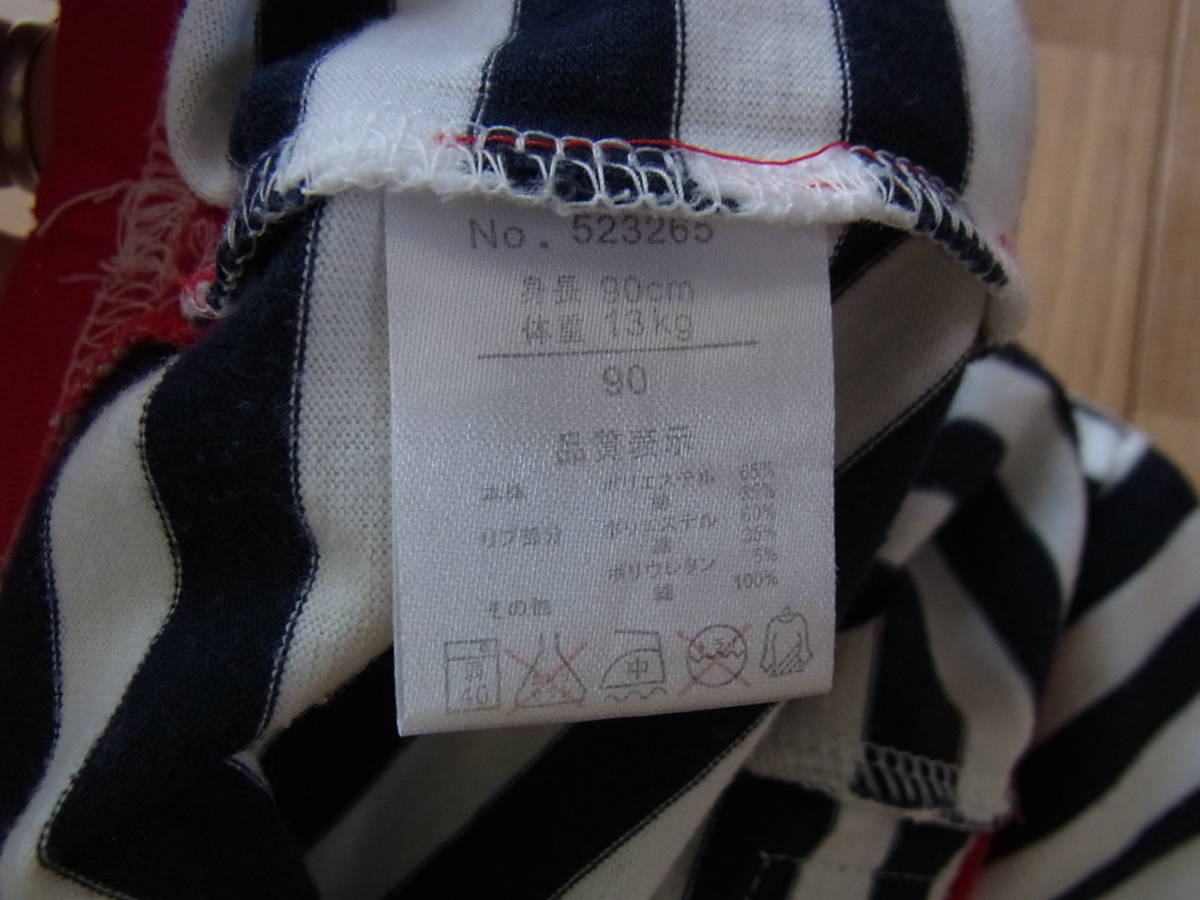 No. 523265
身長 90cm
体重 13kg
90
品質表示
ポリエステル 65%
綿 35%
リブ部分 ポリエステル 60%
綿 35%
ポリウレタン 5%
その他 綿 100%
40 中